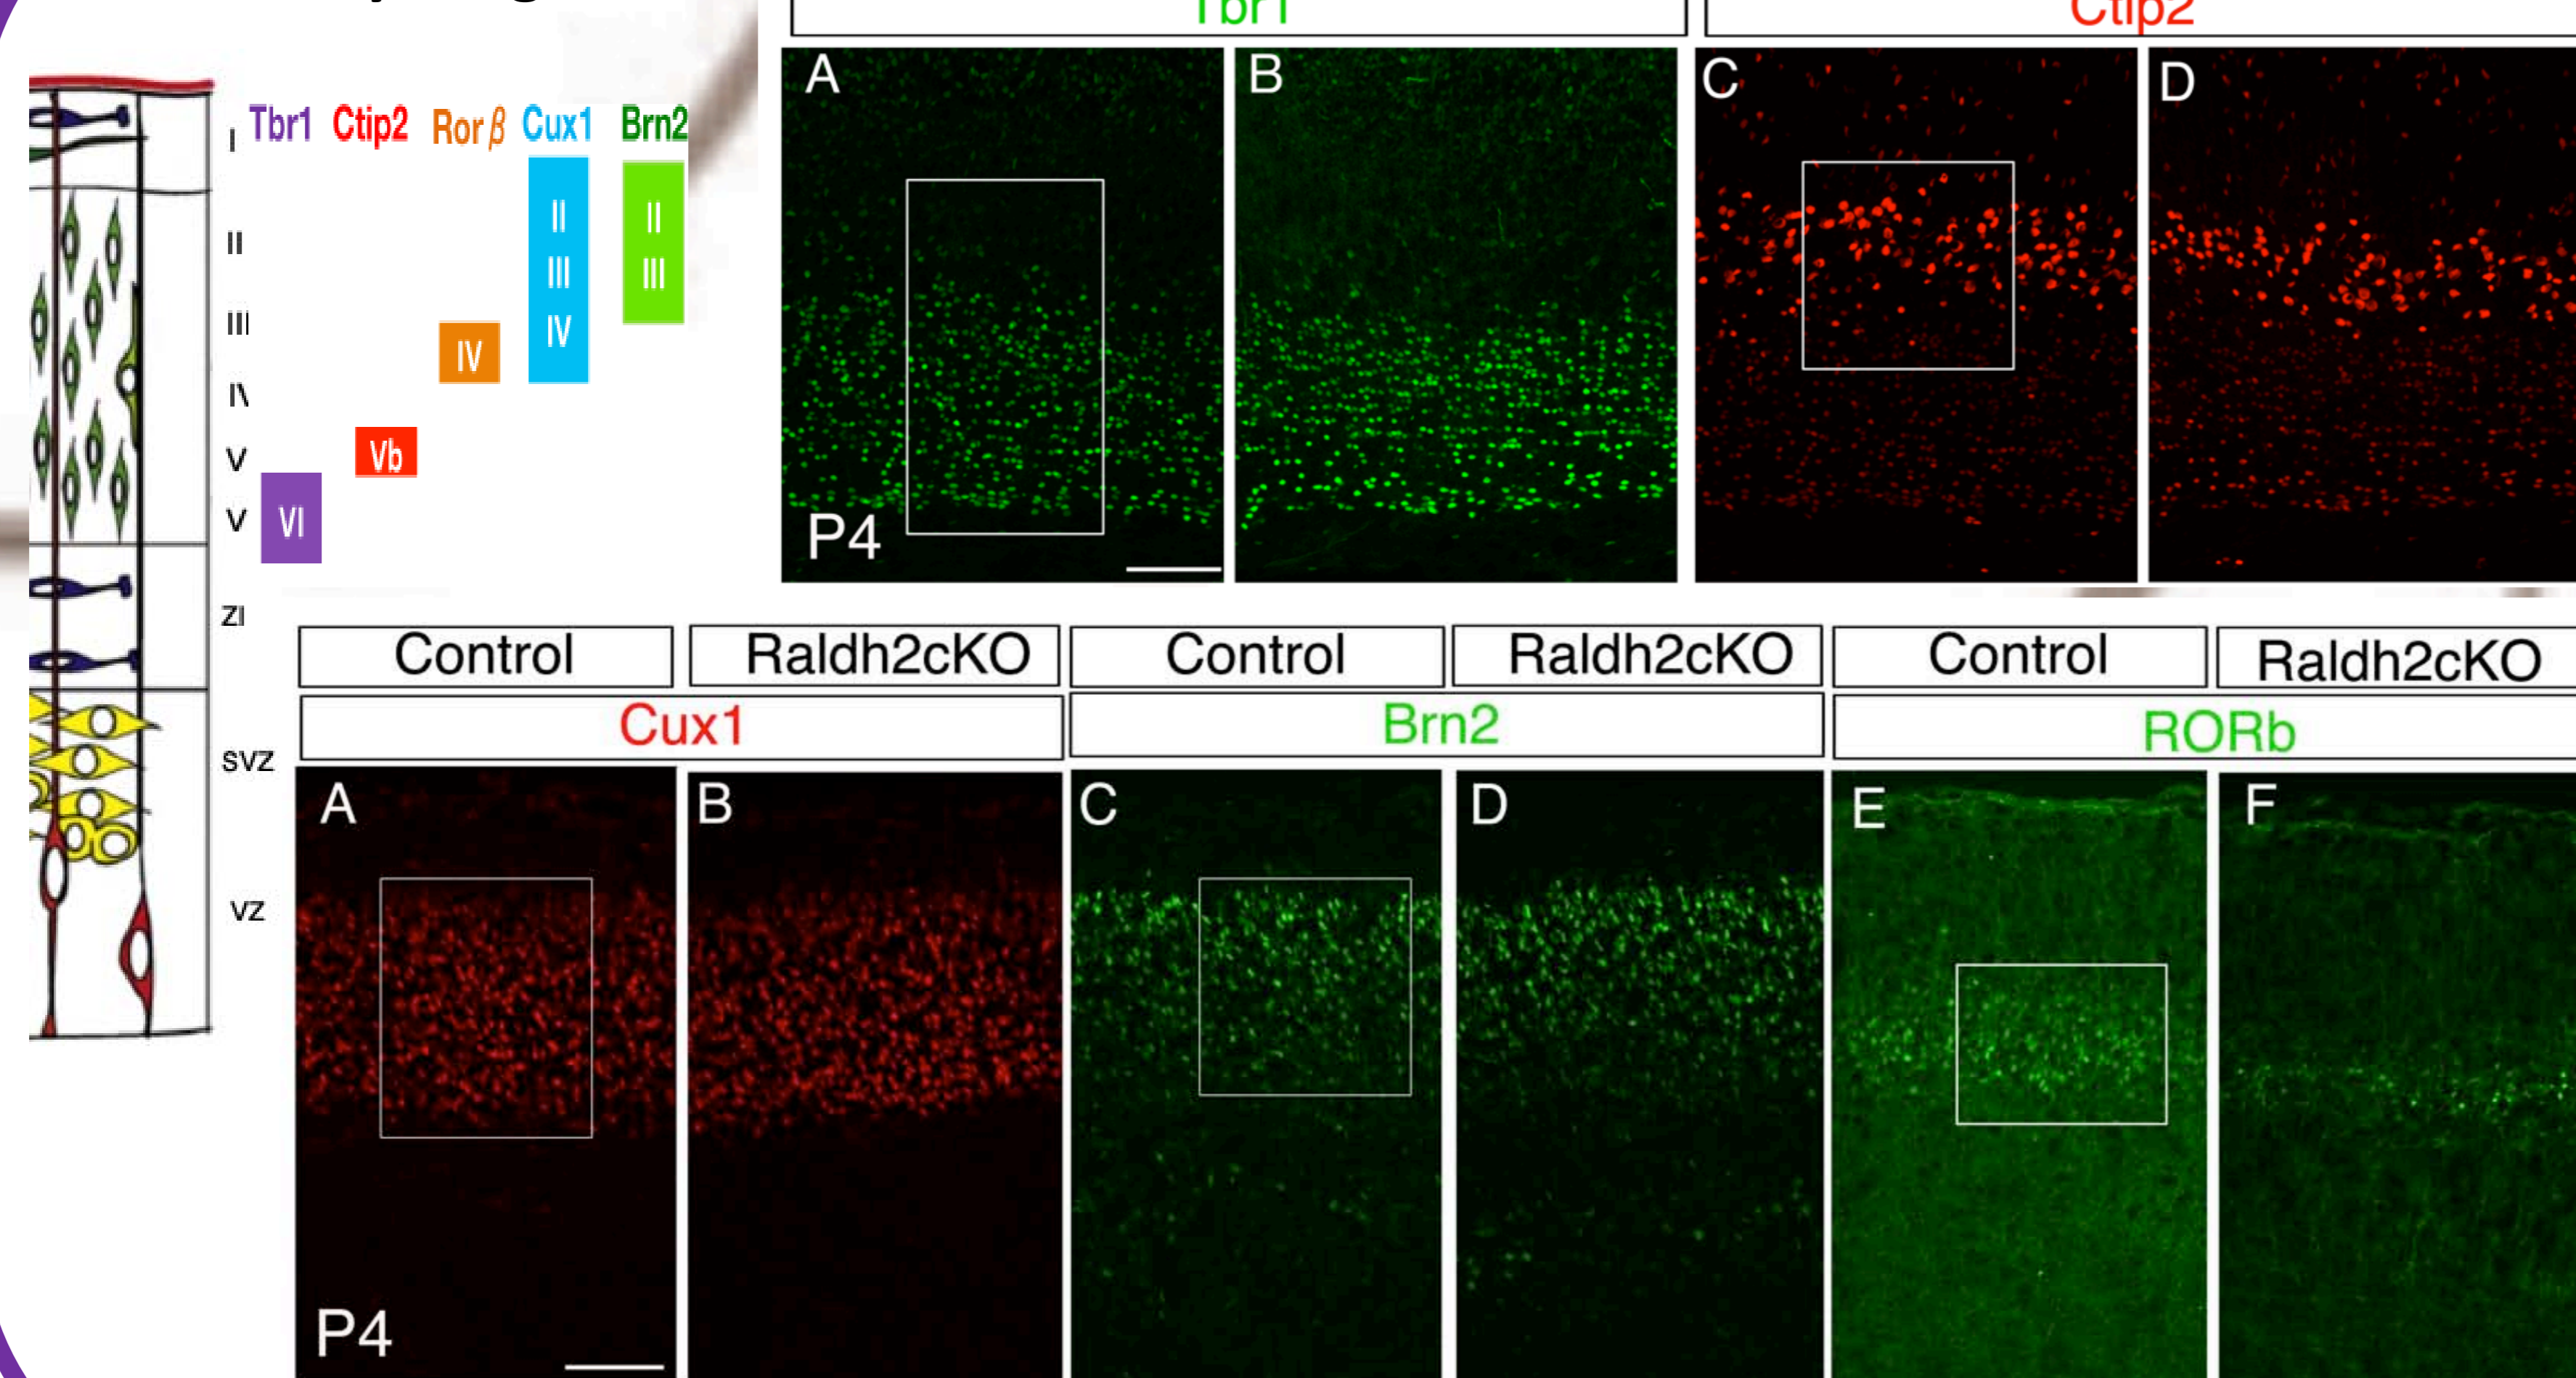 Tbr1
Ctip2
A
B
C
D
P4
Tbr1 Ctip2 Rorβ Cux1 Brn2
I
II
III
V
V
ZI
SVZ
VZ
VI
Vb
IV
II
III
IV
II
III
Control
Raldh2cKO
Control
Raldh2cKO
Control
Raldh2cKO
Cux1
Brn2
RORb
A
B
C
D
E
F
P4